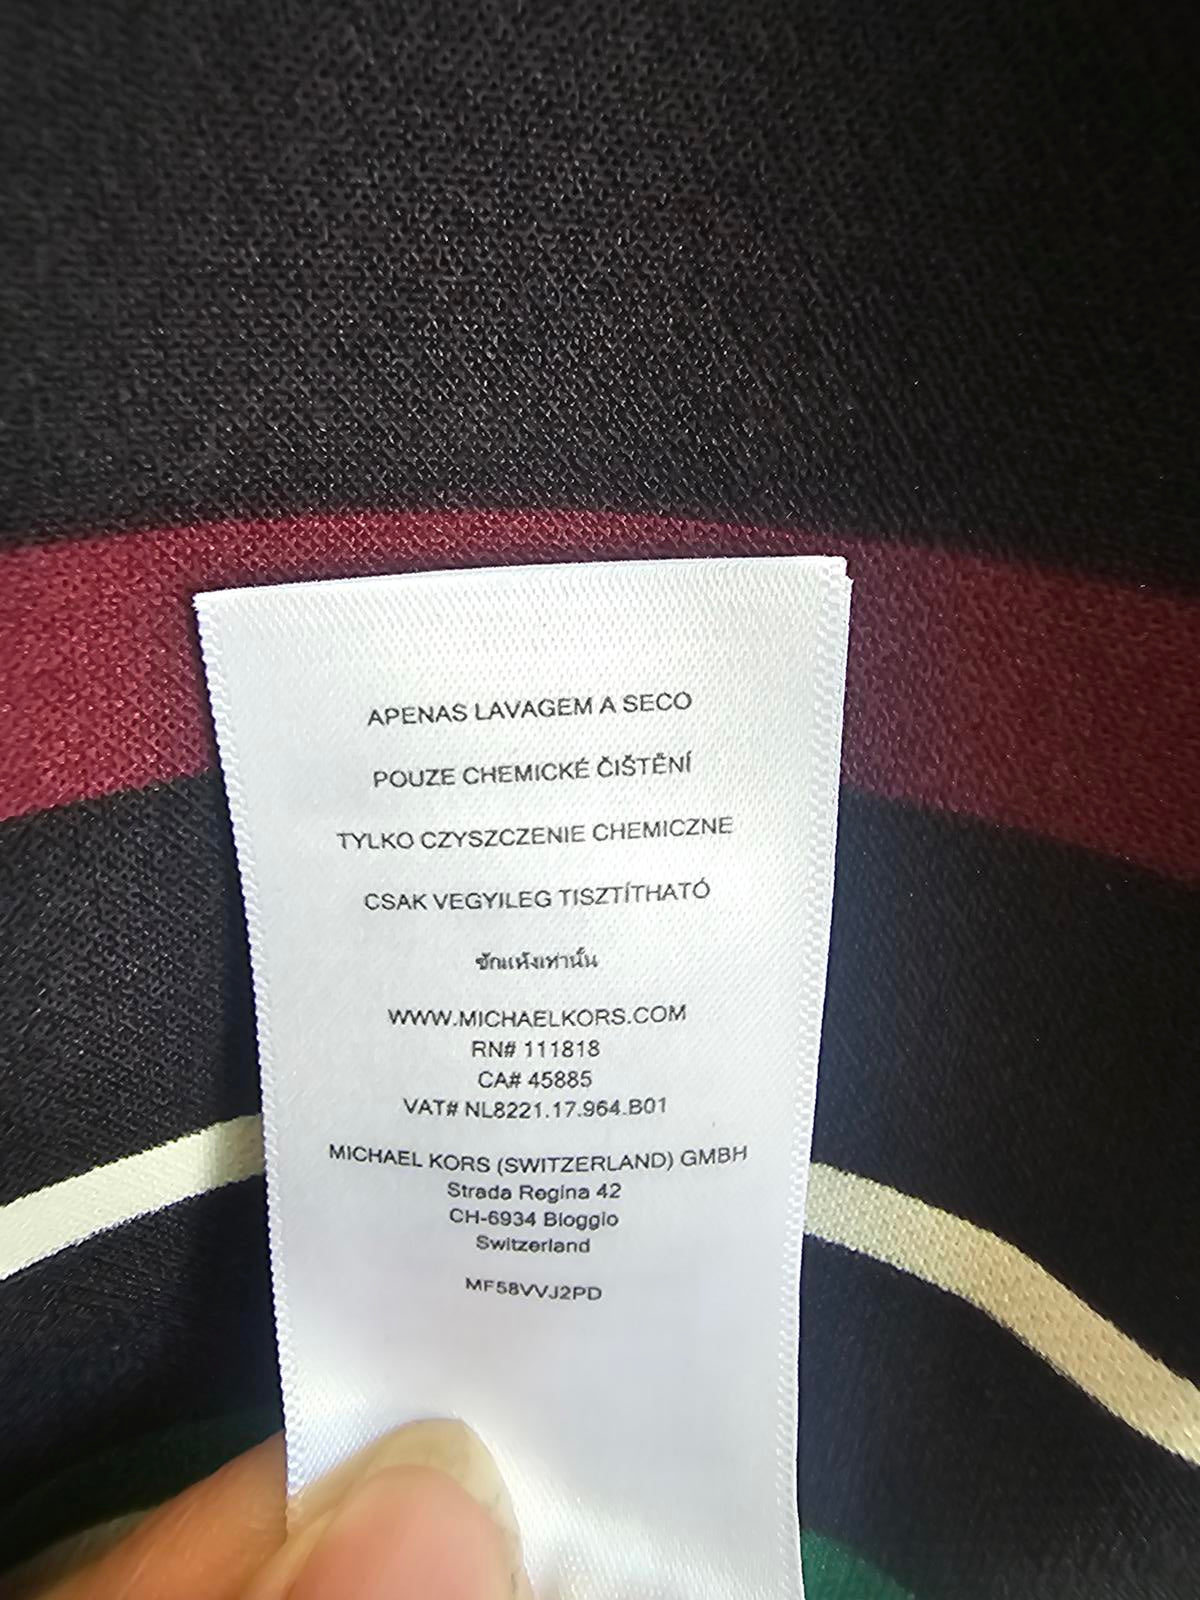 APENAS LAVAGEM A SECO
POUZE CHEMICKÉ ČIŠTĚNÍ
TYLKO CZYSZCZENIE CHEMICZNE
CSAK VEGYILEG TISZTÍTHATÓ
ซักแห้งเท่านั้น
WWW.MICHAELKORS.COM
RN# 111818
CA# 45885
VAT# NL8221.17.964.B01
MICHAEL KORS (SWITZERLAND) GMBH
Strada Regina 42
CH-6934 Bioggio
Switzerland
MF58VVJ2PD